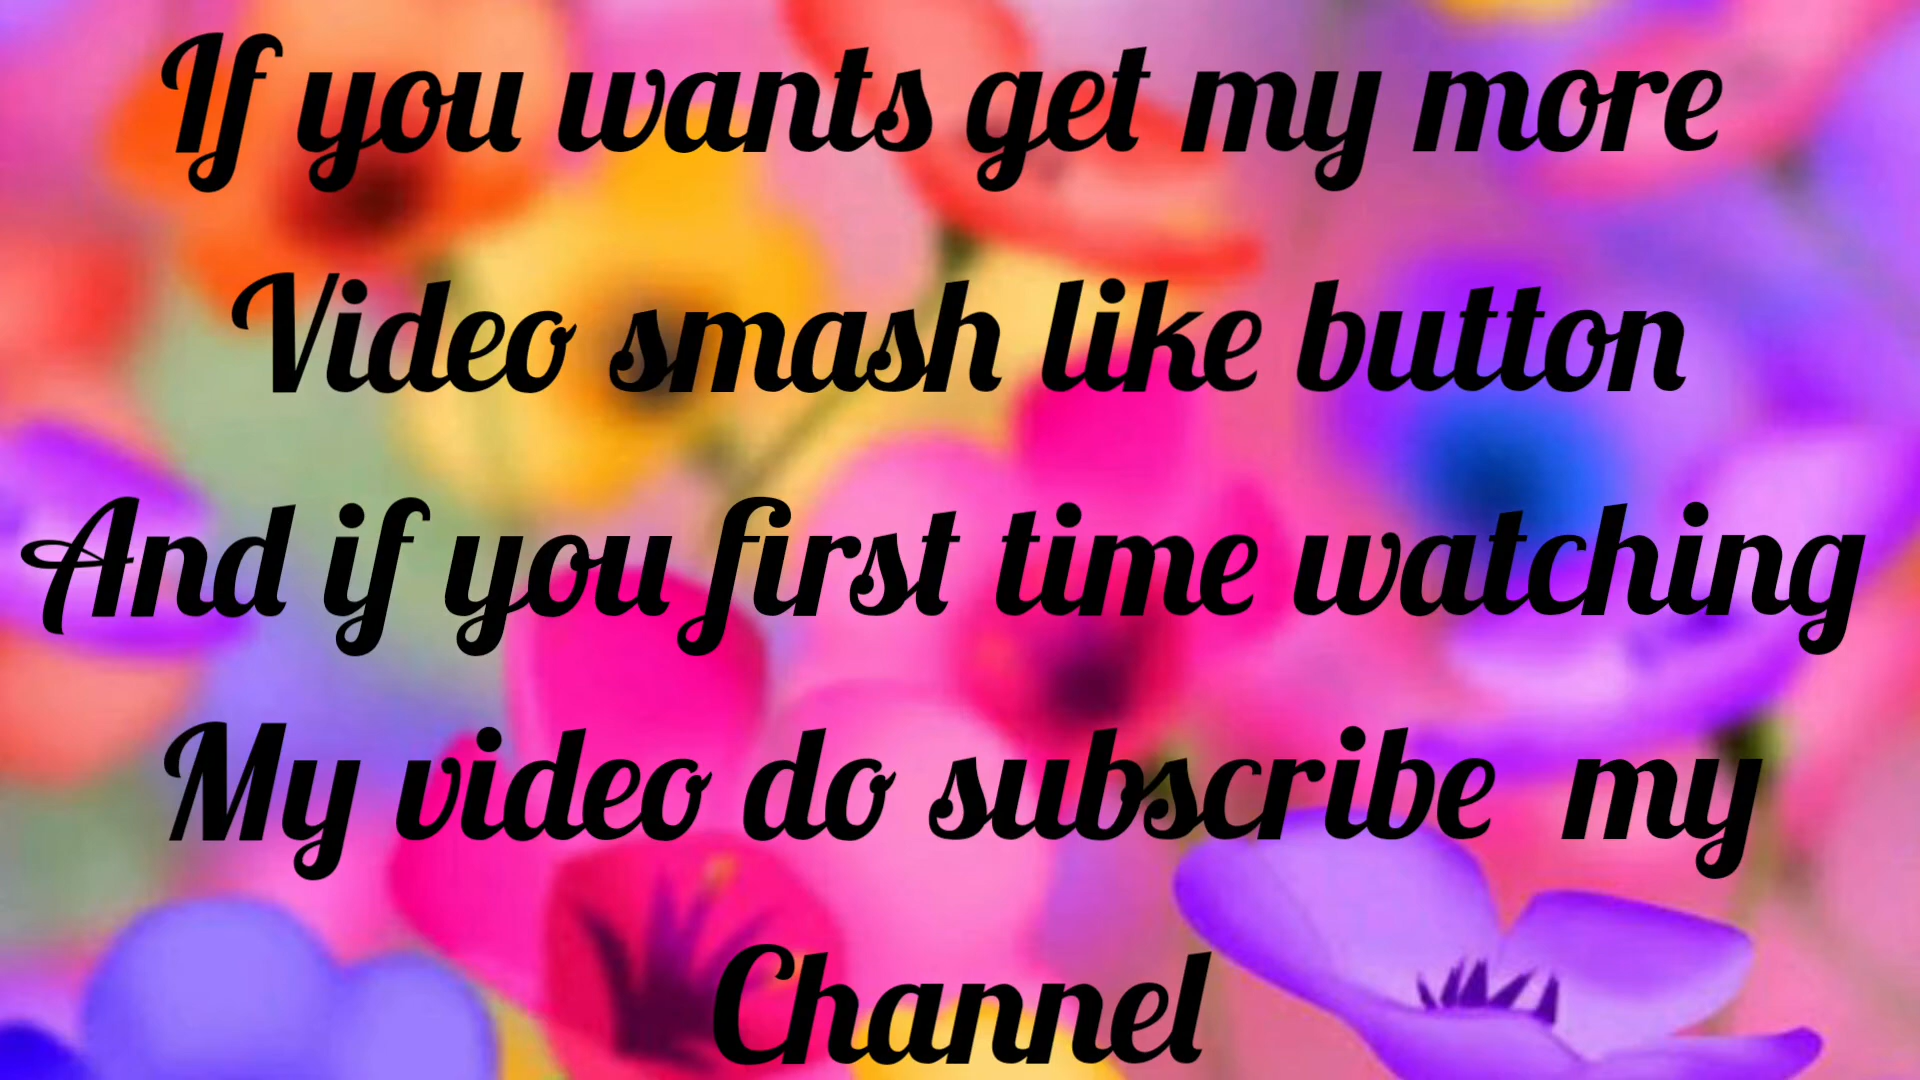 If you wants get my more
Video smash like button
And if you first time watching
My video do subscribe my
Channel